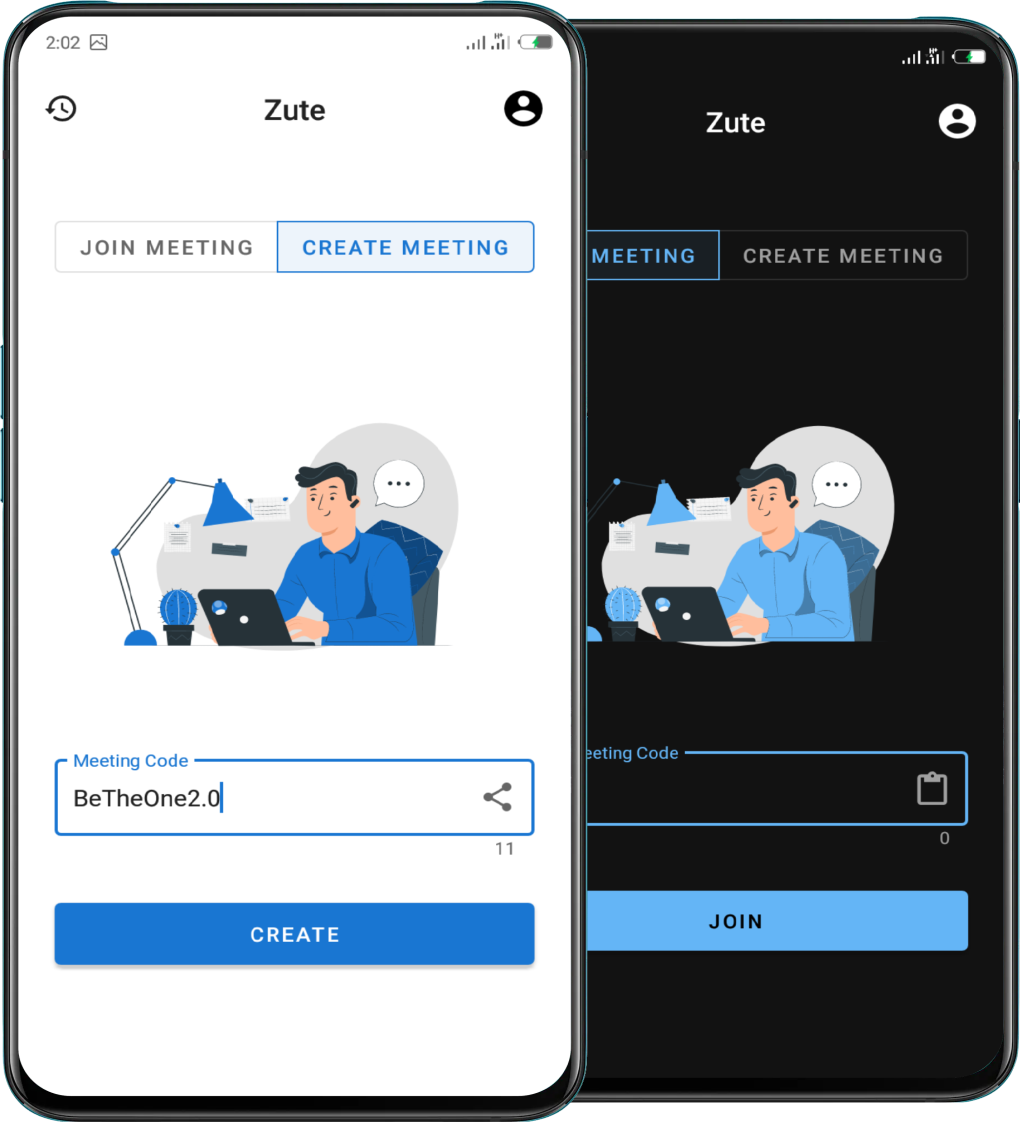 2:02
Zute
JOIN MEETING
CREATE MEETING
Meeting Code
BeTheOne2.0
11
CREATE
Zute
MEETING
CREATE MEETING
eeting Code
0
JOIN